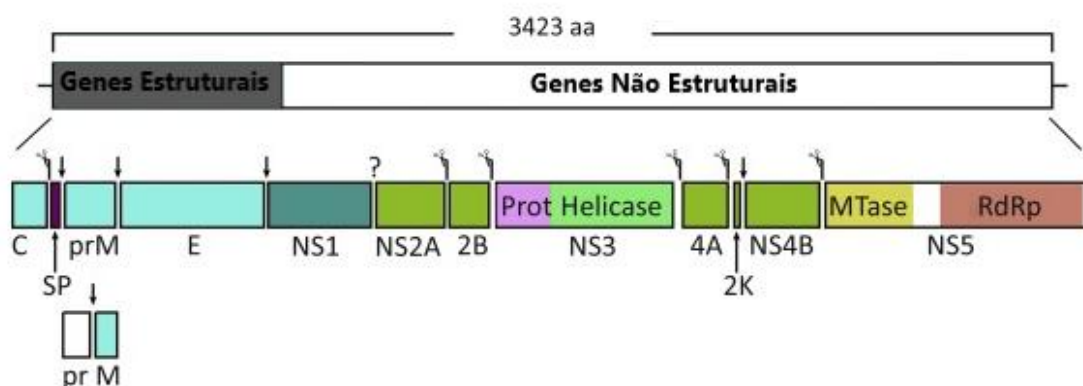 3423 aa
Genes Estruturais Genes Não Estruturais
?
Prot Helicase MTase RdRp
C prM E NS1 NS2A 2B NS3 4A NS4B NS5
SP 2K
pr M